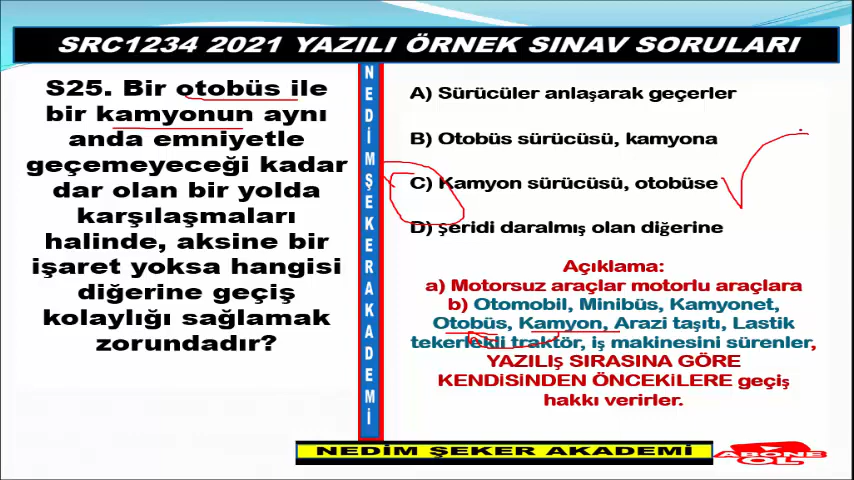 SRC1234 2021 YAZILI ÖRNEK SINAV SORULARI
S25. Bir otobüs ile
bir kamyonun aynı
anda emniyetle
geçemeyeceği kadar
dar olan bir yolda
karşılaşmaları
halinde, aksine bir
işaret yoksa hangisi
diğerine geçiş
kolaylığı sağlamak
zorundadır?
NEDİM ŞEKER AKADEMİ
A) Sürücüler anlaşarak geçerler
B) Otobüs sürücüsü, kamyona
C) Kamyon sürücüsü, otobüse
D) Şeridi daralmış olan diğerine
Açıklama:
a) Motorsuz araçlar motorlu araçlara
b) Otomobil, Minibüs, Kamyonet,
Otobüs, Kamyon, Arazi taşıtı, Lastik
tekerlekli traktör, iş makinesini sürenler,
YAZILIŞ SIRASINA GÖRE
KENDİSİNDEN ÖNCEKİLERE geçiş
hakkı verirler.
NEDİM ŞEKER AKADEMİ
ABONE
OL